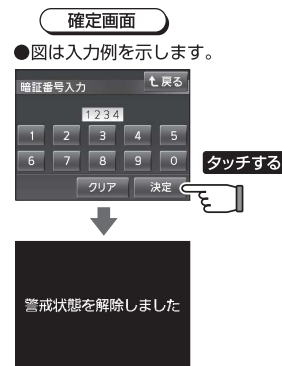 確定画面
●図は入力例を示します。
暗証番号入力 戻る
1234
1 2 3 4 5
6 7 8 9 0
クリア 決定
タッチする
警戒状態を解除しました